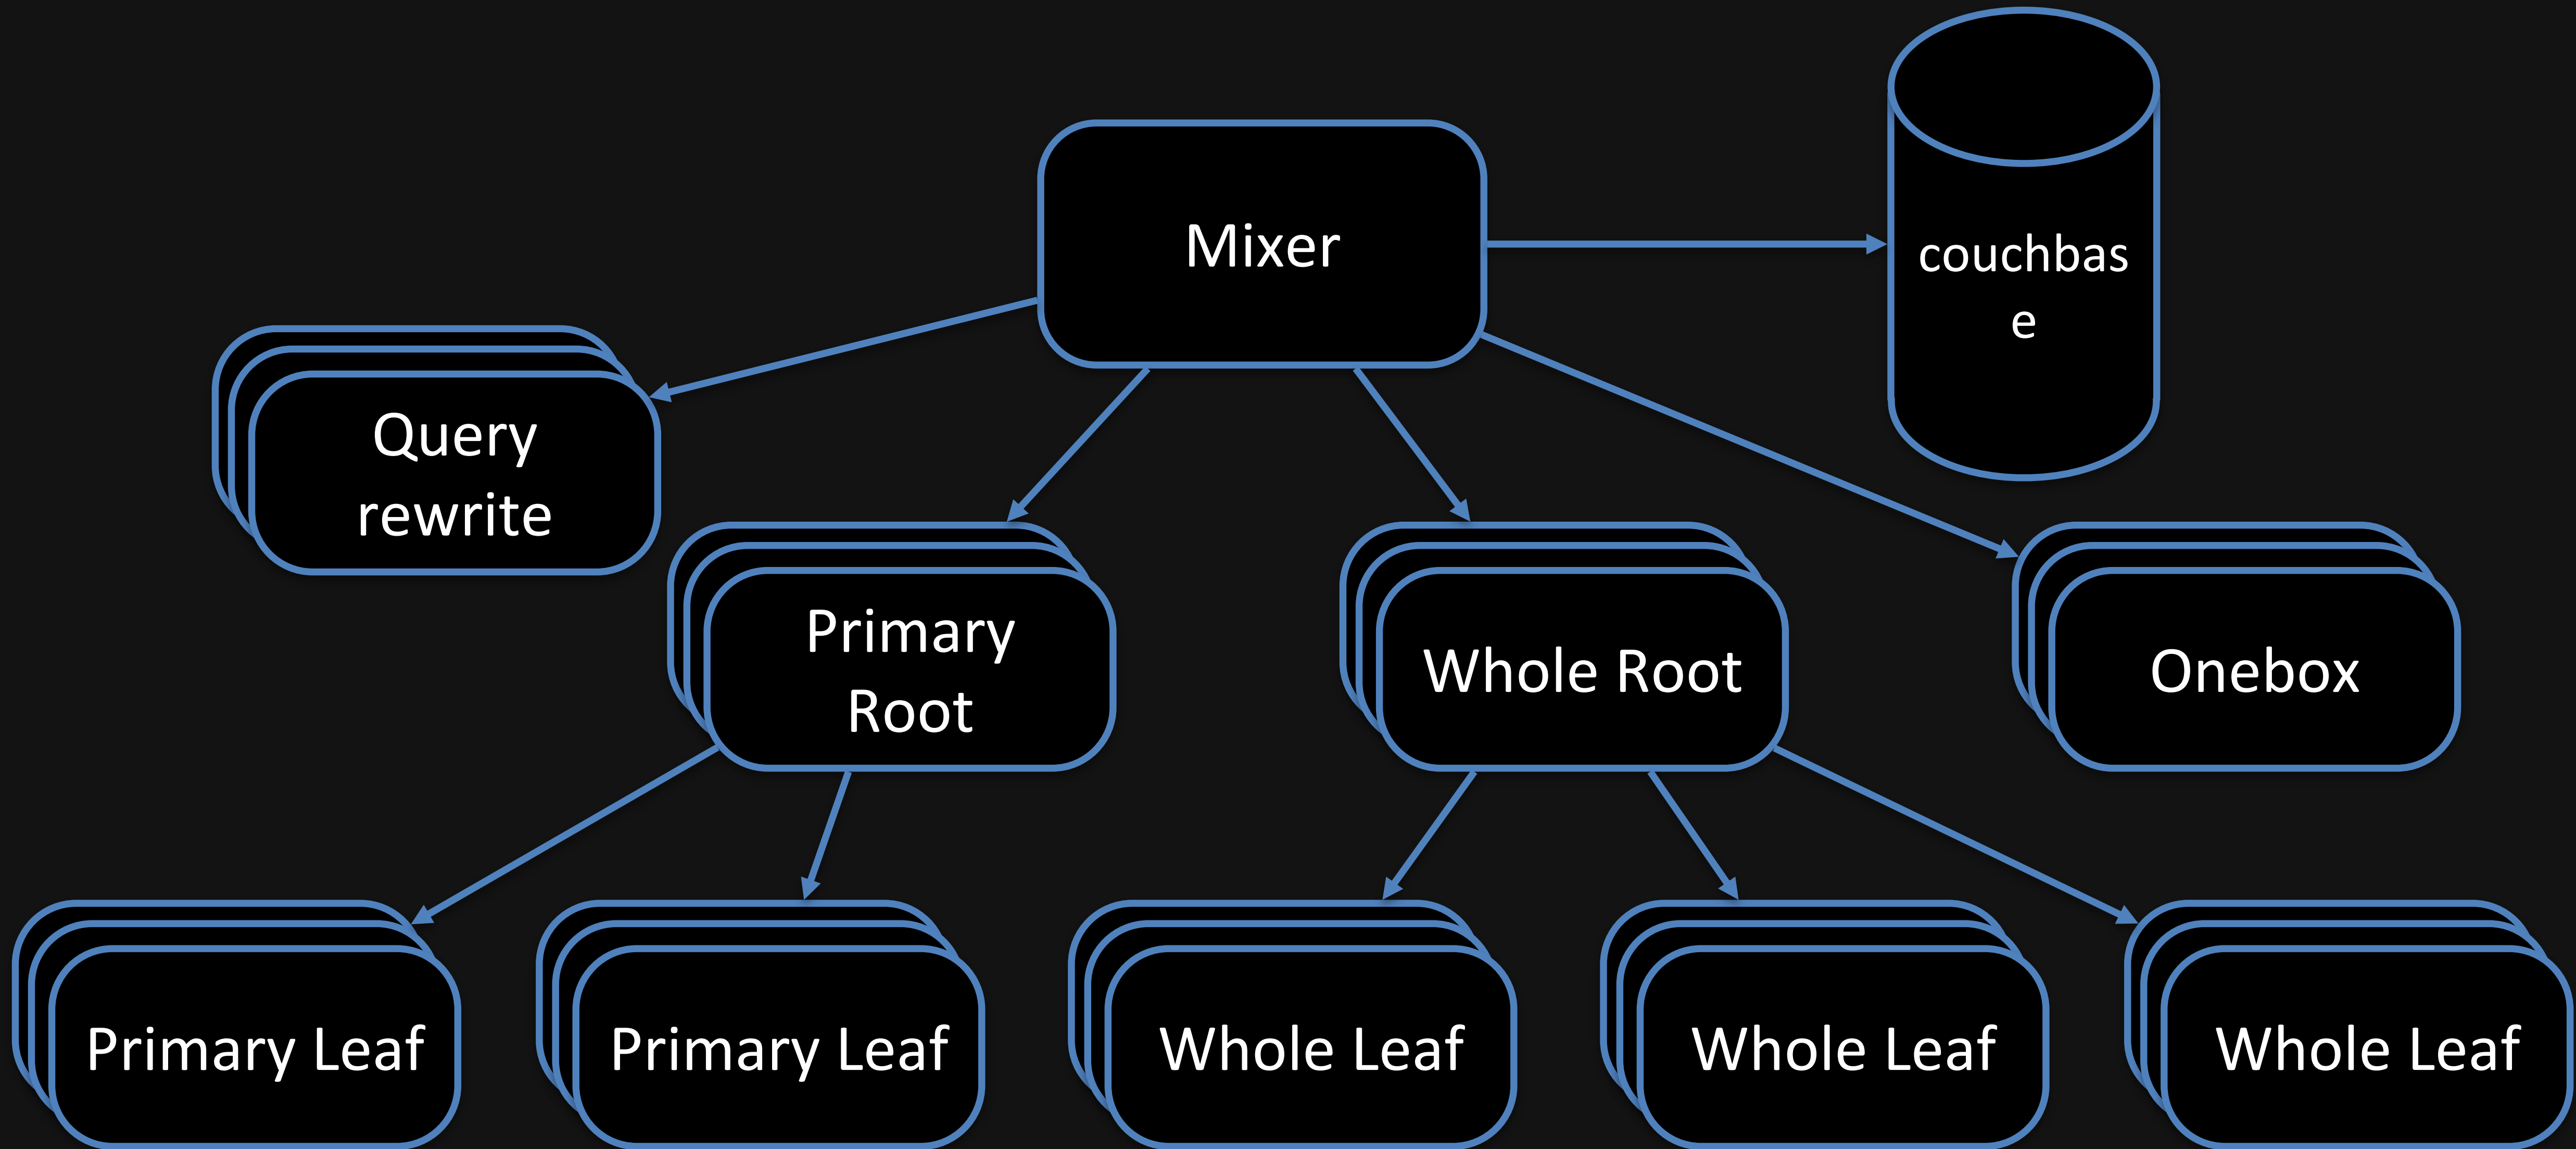 Mixer
couchbas
e
Query
rewrite
Primary
Root
Whole Root
Onebox
Primary Leaf
Primary Leaf
Whole Leaf
Whole Leaf
Whole Leaf